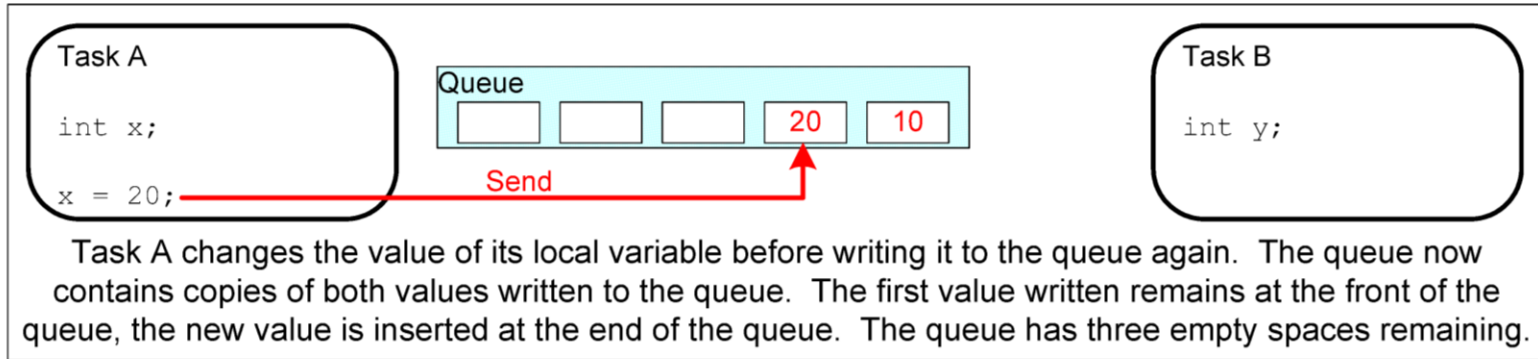 Task A
int x;
x = 20;
Queue
20
10
Send
Task B
int y;
Task A changes the value of its local variable before writing it to the queue again.  The queue now
contains copies of both values written to the queue.  The first value written remains at the front of the
queue, the new value is inserted at the end of the queue.  The queue has three empty spaces remaining.